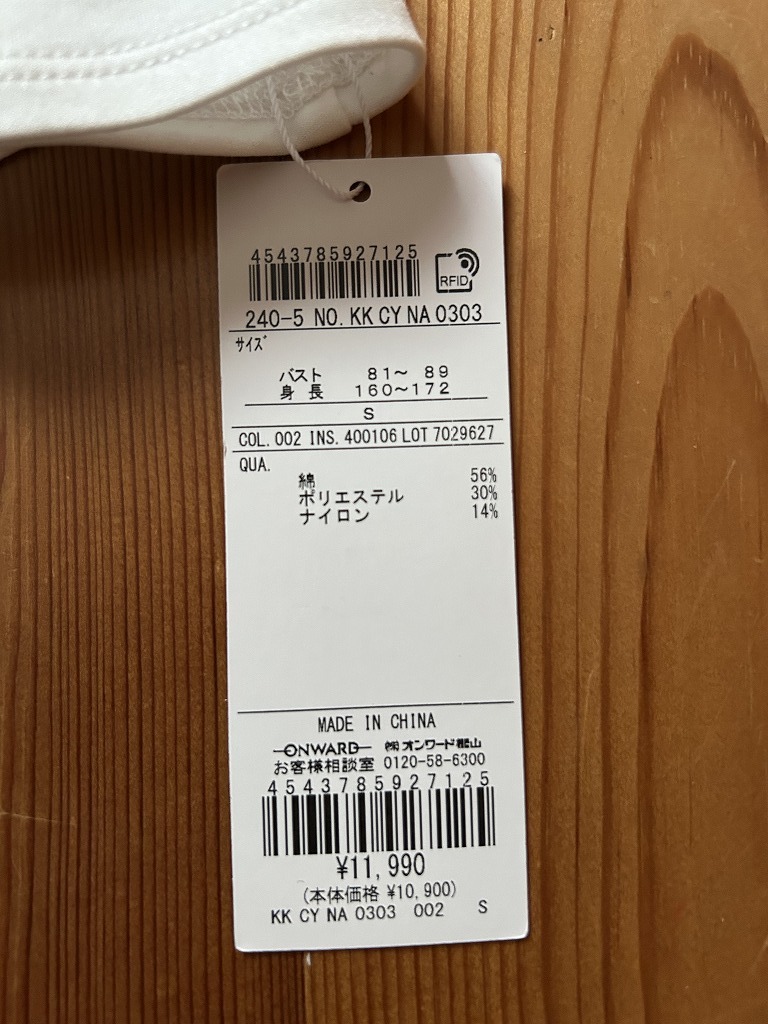 4543785927125
RFID
240-5 NO. KK CY NA 0303
サイズ
バスト 81～ 89
身長 160～172
S
COL. 002 INS. 400106 LOT 7029627
QUA.
綿 56%
ポリエステル 30%
ナイロン 14%
MADE IN CHINA
ONWARD ㈱オンワード樫山
お客様相談室 0120-58-6300
4543785927125
¥11,990
(本体価格 ¥10,900)
KK CY NA 0303 002 S